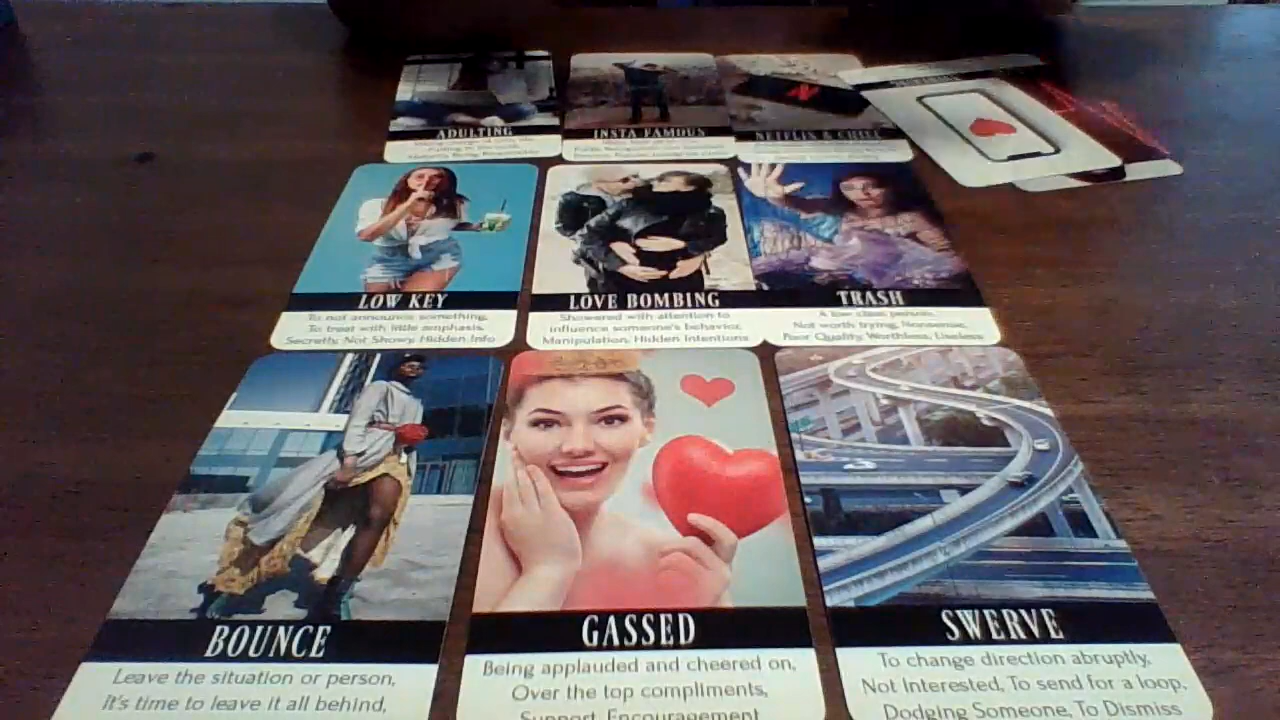 ADULTING
INSTA FAMOUS
NETFLIX & CHILL
LOW KEY
To not announce something,
To treat with little emphasis,
Secretly, Not Showy, Hidden Info
LOVE BOMBING
Showered with attention to
influence someone's behavior,
Manipulation, Hidden Intentions
TRASH
A low class person,
Not worth trying, Nonsense,
Poor Quality, Worthless, Useless
BOUNCE
Leave the situation or person,
It's time to leave it all behind,
GASSED
Being applauded and cheered on,
Over the top compliments,
Support, Encouragement
SWERVE
To change direction abruptly,
Not Interested, To send for a loop,
Dodging Someone, To Dismiss